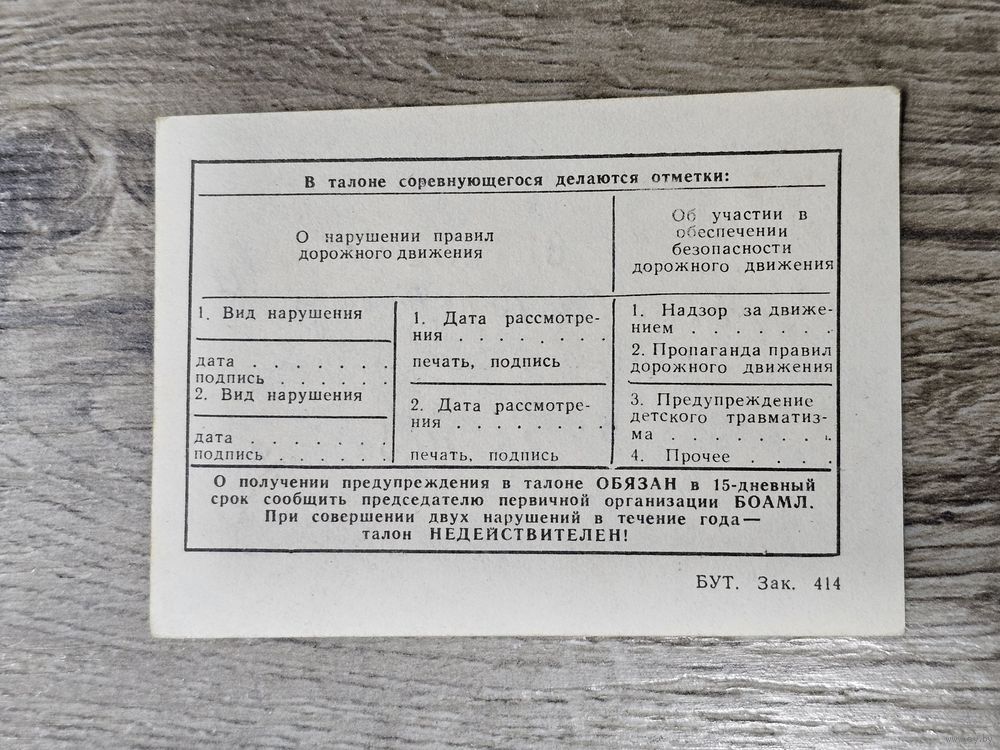 В талоне соревнующегося делаются отметки:
О нарушении правил
дорожного движения
Об участии в
обеспечении
безопасности
дорожного движения
1. Вид нарушения
дата . . . . . . .
подпись . . . . . .
2. Вид нарушения
дата . . . . . . .
подпись . . . . . .
1. Дата рассмотре-
ния . . . . . . . .
печать, подпись
2. Дата рассмотре-
ния . . . . . . . .
печать, подпись
1. Надзор за движе-
нием . . . . . . .
2. Пропаганда правил
дорожного движения
3. Предупреждение
детского травматиз-
ма . . . . . . . .
4. Прочее . . . .
О получении предупреждения в талоне ОБЯЗАН в 15-дневный
срок сообщить председателю первичной организации БОАМЛ.
При совершении двух нарушений в течение года—
талон НЕДЕЙСТВИТЕЛЕН!
БУТ. Зак. 414